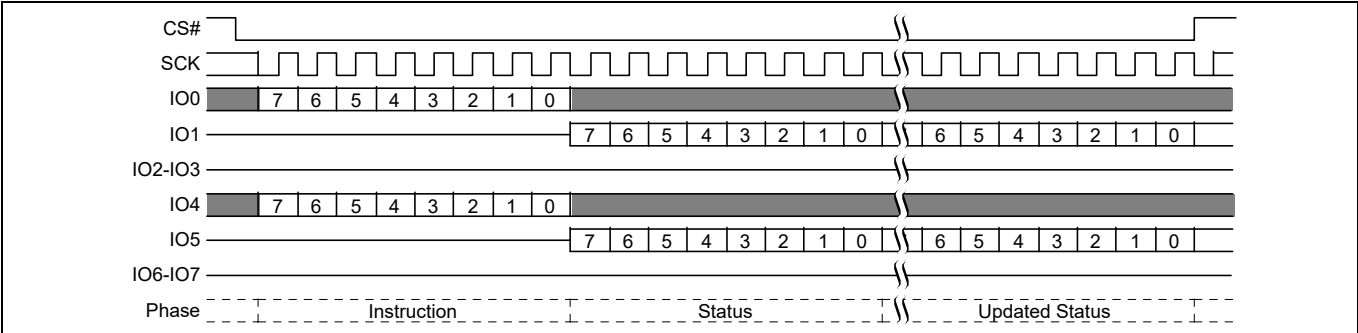 CS#
SCK
IO0 7 6 5 4 3 2 1 0
IO1 7 6 5 4 3 2 1 0 6 5 4 3 2 1 0
IO2-IO3
IO4 7 6 5 4 3 2 1 0
IO5 7 6 5 4 3 2 1 0 6 5 4 3 2 1 0
IO6-IO7
Phase Instruction Status Updated Status